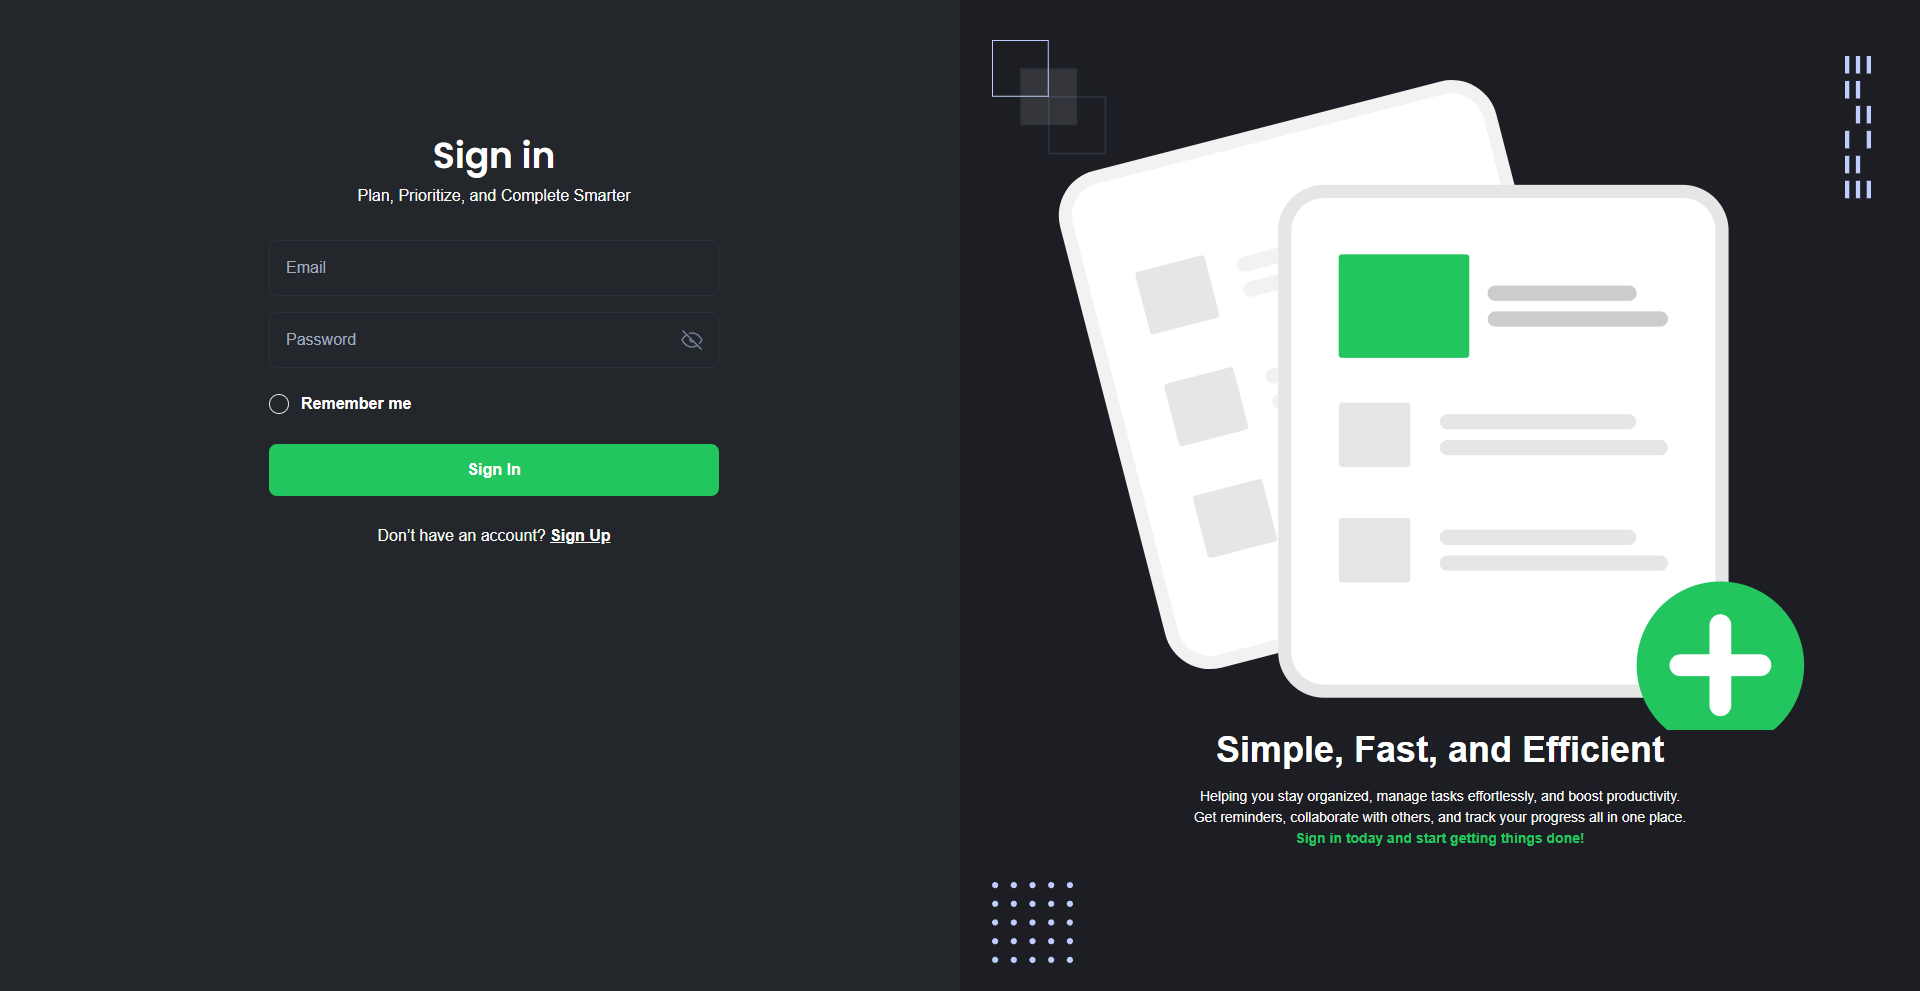 Sign in
Plan, Prioritize, and Complete Smarter
Email
Password
Remember me
Sign In
Don’t have an account? Sign Up
Simple, Fast, and Efficient
Helping you stay organized, manage tasks effortlessly, and boost productivity.
Get reminders, collaborate with others, and track your progress all in one place.
Sign in today and start getting things done!